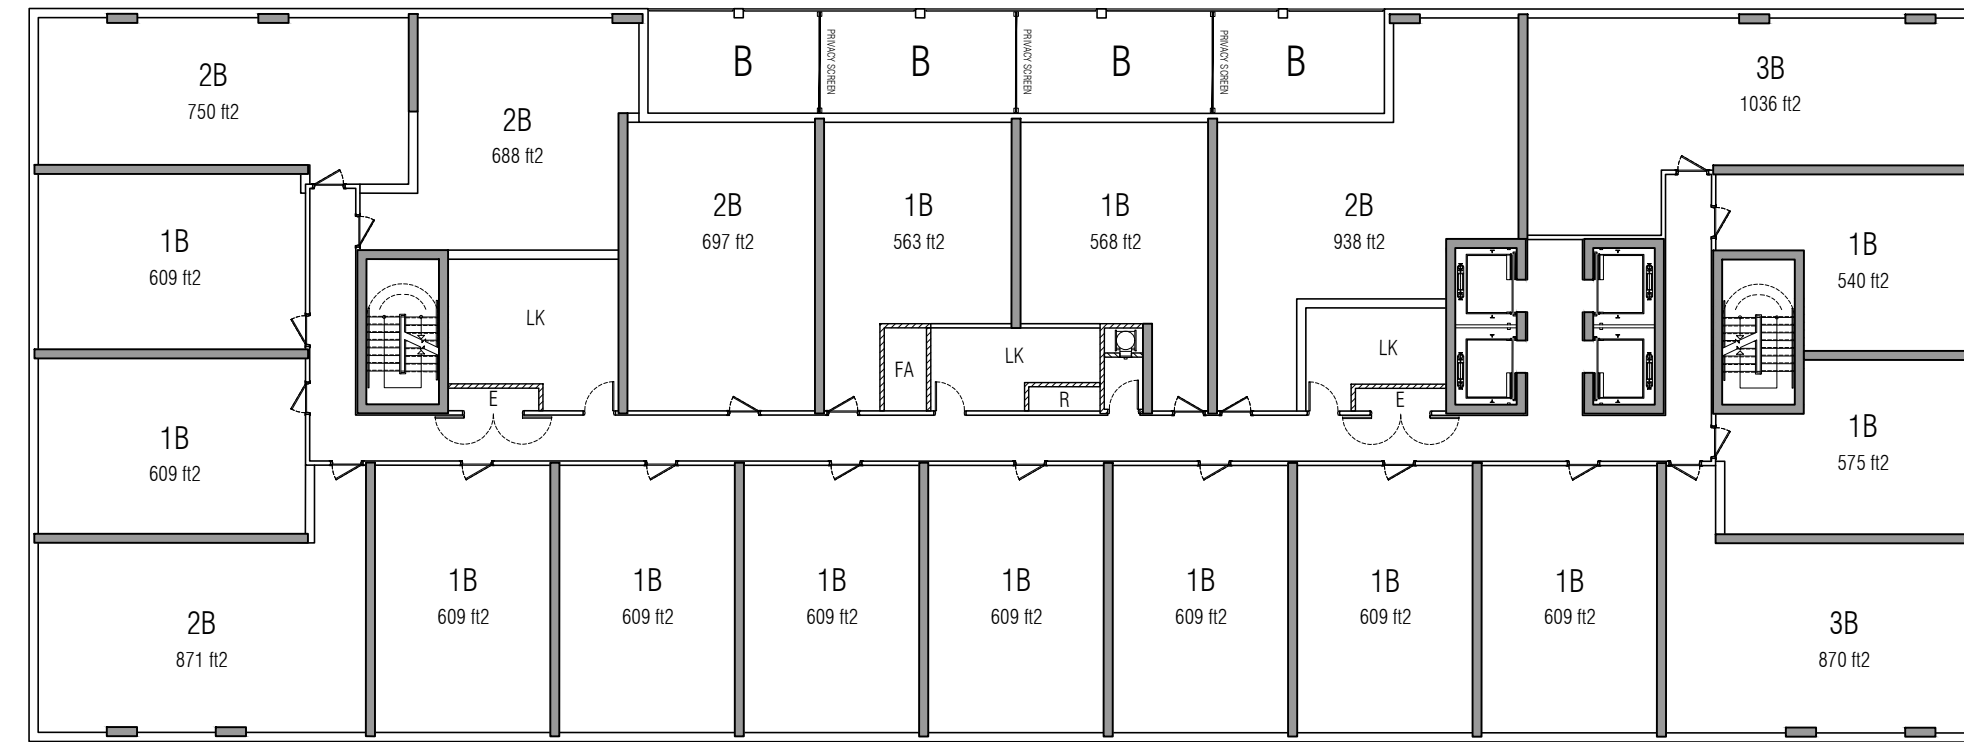 2B
750 ft2
2B
688 ft2
B
PRIVACY SCREEN
B
PRIVACY SCREEN
B
PRIVACY SCREEN
B
3B
1036 ft2
1B
609 ft2
2B
697 ft2
1B
563 ft2
1B
568 ft2
2B
938 ft2
1B
540 ft2
LK
FA
LK
R
LK
E
E
1B
609 ft2
1B
575 ft2
2B
871 ft2
1B
609 ft2
1B
609 ft2
1B
609 ft2
1B
609 ft2
1B
609 ft2
1B
609 ft2
1B
609 ft2
3B
870 ft2